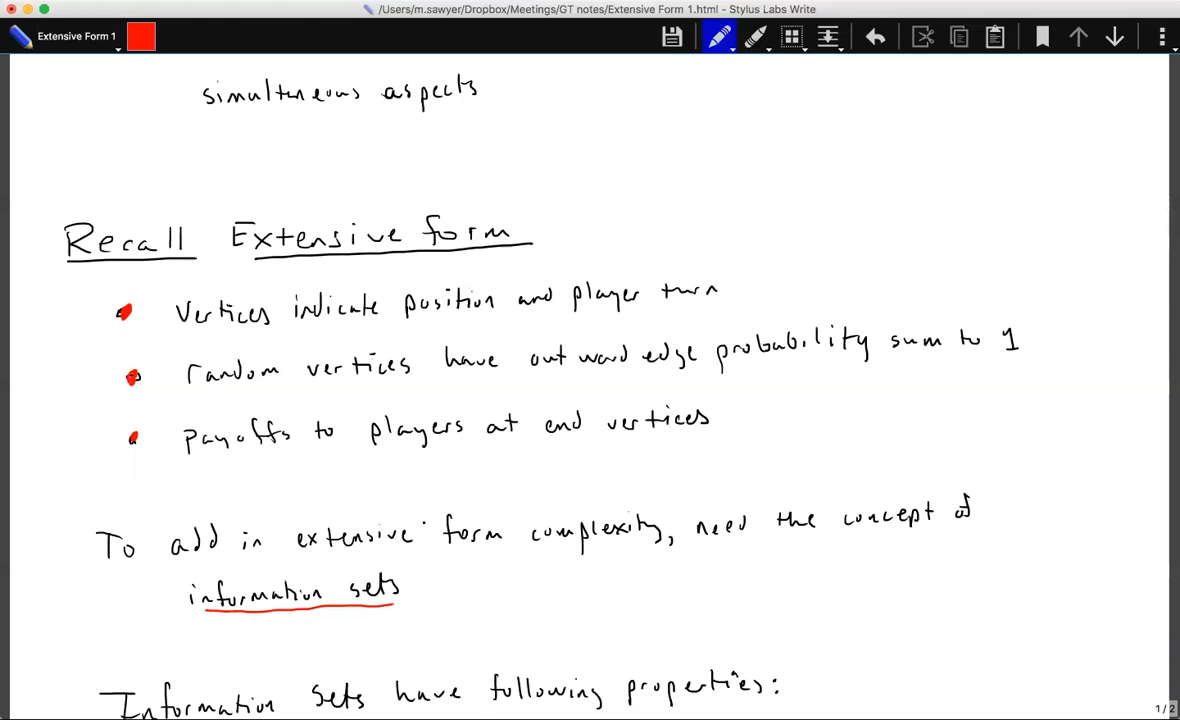 /Users/m.sawyer/Dropbox/Meetings/GT notes/Extensive Form 1.html - Stylus Labs Write
Extensive Form 1
simultaneous aspects
Recall Extensive form
vertices indicate position and player turn
random vertices have outward edge probability sum to 1
payoffs to players at end vertices
To add in extensive form complexity, need the concept of
information sets
Information sets have following properties:
1/2